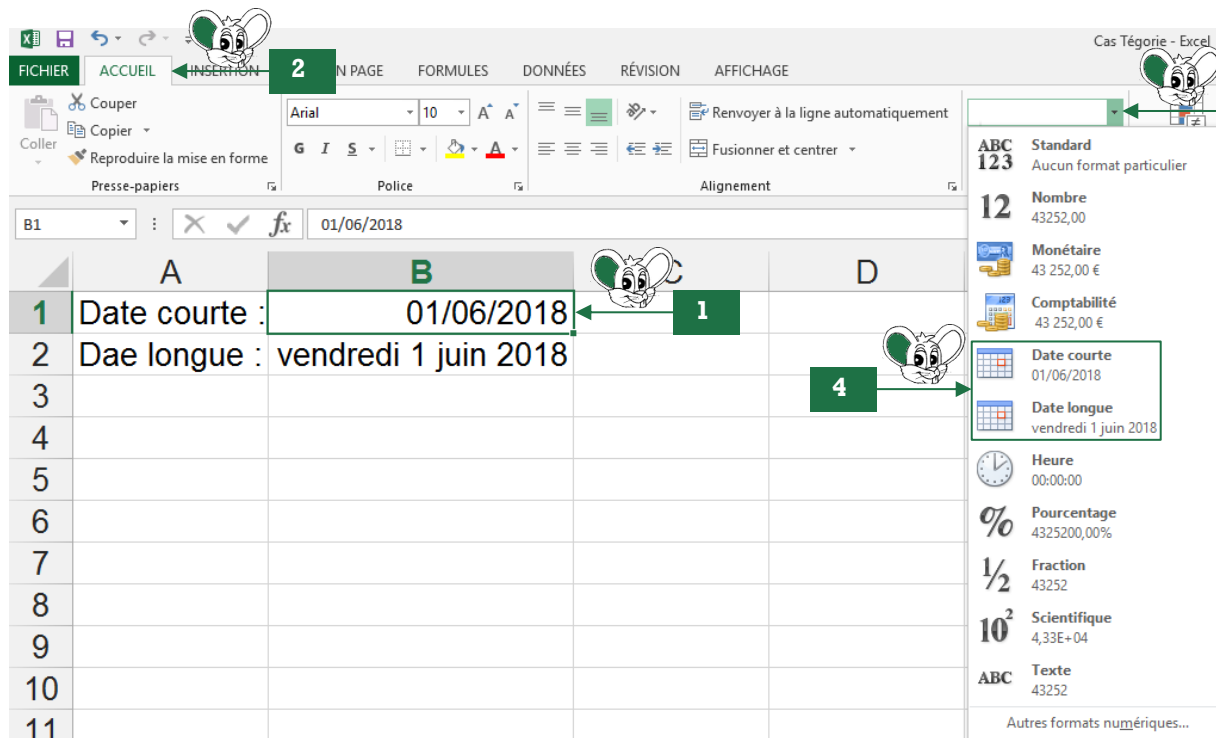 Cas Tégorie - Excel
FICHIER ACCUEIL INSERTION 2 N PAGE FORMULES DONNÉES RÉVISION AFFICHAGE
Coller
Couper
Copier
Reproduire la mise en forme
Presse-papiers
Arial 10 A A
G I S A
Police
Renvoyer à la ligne automatiquement
Fusionner et centrer
Alignement
B1 fx 01/06/2018
A B C D
1 Date courte : 01/06/2018 1
2 Dae longue : vendredi 1 juin 2018
3
4
5
6
7
8
9
10
11
4
ABC 123 Standard
Aucun format particulier
12 Nombre
43252,00
Monétaire
43 252,00 €
Comptabilité
43 252,00 €
Date courte
01/06/2018
Date longue
vendredi 1 juin 2018
Heure
00:00:00
% Pourcentage
4325200,00%
1/2 Fraction
43252
10² Scientifique
4,33E+04
ABC Texte
43252
Autres formats numériques...